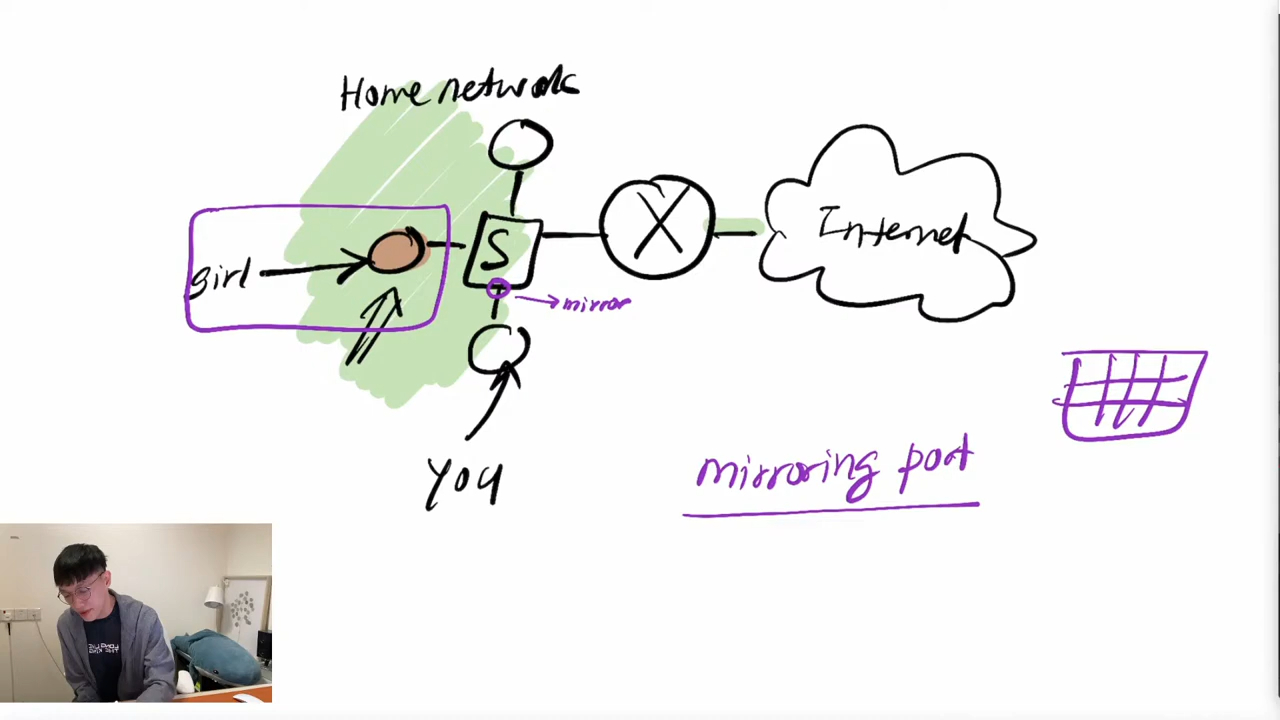 Home network
S
X
Internet
girl
mirror
you
mirroring port